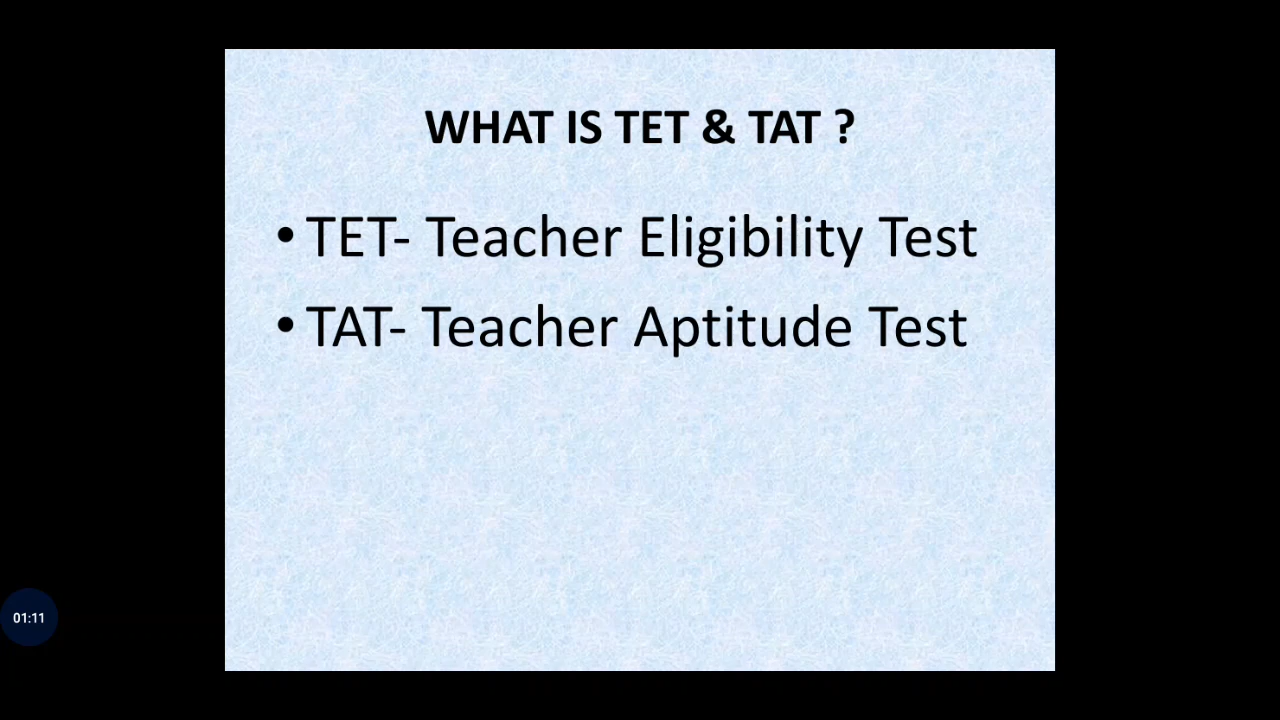 WHAT IS TET & TAT ?
• TET- Teacher Eligibility Test
• TAT- Teacher Aptitude Test
01:11